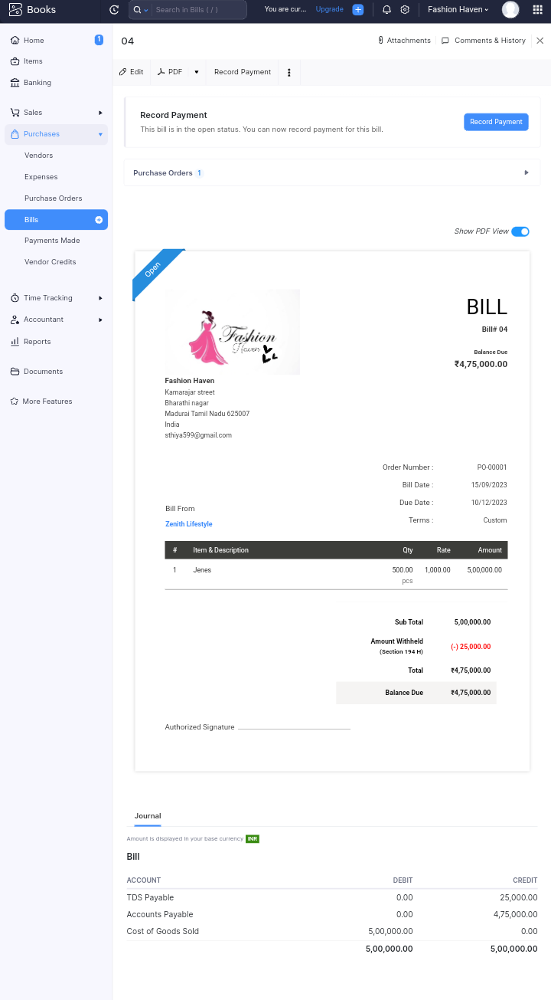 Books
Search in Bills ( / )
You are cur...
Upgrade
Fashion Haven
Home 1
Items
Banking
Sales
Purchases
Vendors
Expenses
Purchase Orders
Bills
Payments Made
Vendor Credits
Time Tracking
Accountant
Reports
Documents
More Features
04
Attachments
Comments & History
Edit
PDF
Record Payment
Record Payment
This bill is in the open status. You can now record payment for this bill.
Record Payment
Purchase Orders 1
Show PDF View
Open
Fashion
Haven
BILL
Bill# 04
Balance Due
₹4,75,000.00
Fashion Haven
Kamarajar street
Bharathi nagar
Madurai Tamil Nadu 625007
India
sthiya599@gmail.com
Order Number : PO-00001
Bill Date : 15/09/2023
Due Date : 10/12/2023
Terms : Custom
Bill From
Zenith Lifestyle
# Item & Description Qty Rate Amount
1 Jenes 500.00 1,000.00 5,00,000.00
pcs
Sub Total 5,00,000.00
Amount Withheld (-) 25,000.00
(Section 194 H)
Total ₹4,75,000.00
Balance Due ₹4,75,000.00
Authorized Signature
Journal
Amount is displayed in your base currency INR
Bill
ACCOUNT DEBIT CREDIT
TDS Payable 0.00 25,000.00
Accounts Payable 0.00 4,75,000.00
Cost of Goods Sold 5,00,000.00 0.00
5,00,000.00 5,00,000.00